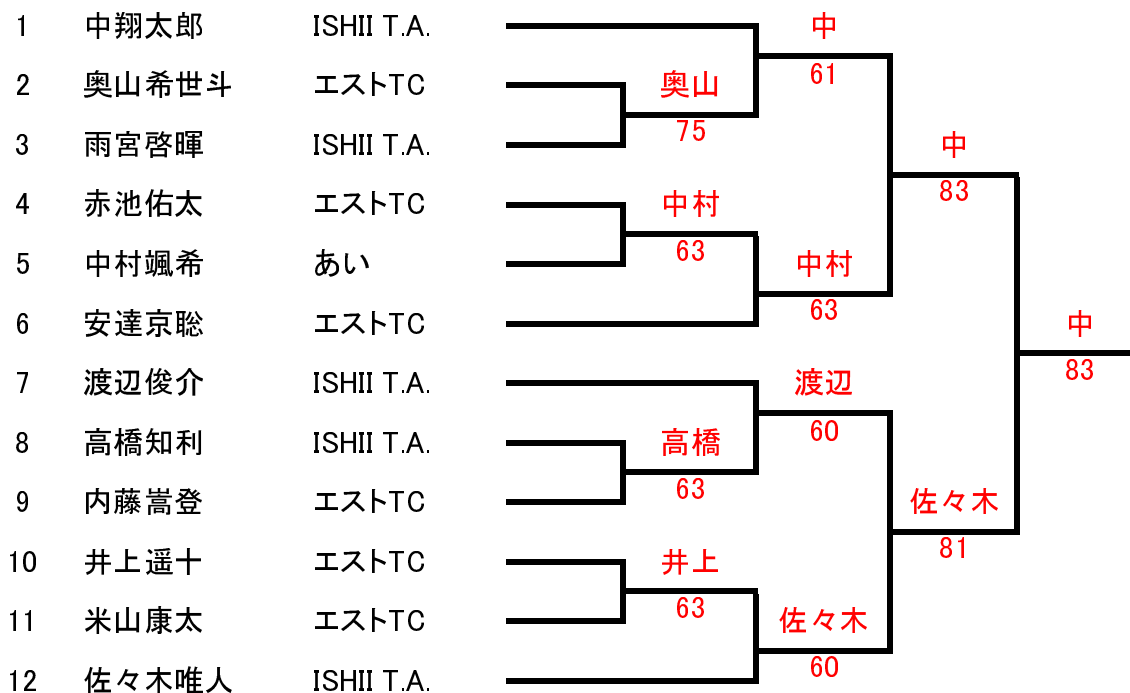 1 中翔太郎 ISHII T.A.
中
61
2 奥山希世斗 エストTC
奥山
75
3 雨宮啓暉 ISHII T.A.
中
83
4 赤池佑太 エストTC
中村
63
5 中村颯希 あい
中村
63
6 安達京聡 エストTC
中
83
7 渡辺俊介 ISHII T.A.
渡辺
60
8 高橋知利 ISHII T.A.
高橋
63
9 内藤嵩登 エストTC
佐々木
81
10 井上遥十 エストTC
井上
63
11 米山康太 エストTC
佐々木
60
12 佐々木唯人 ISHII T.A.